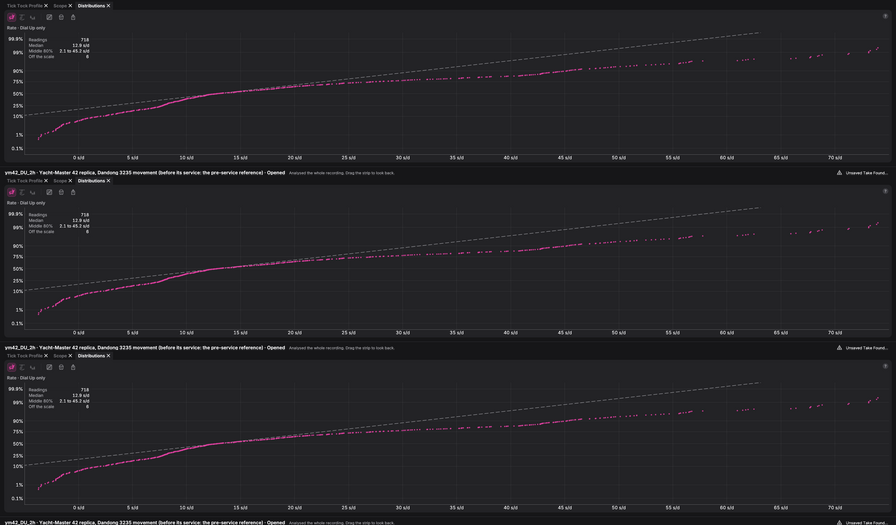 Tick Tock Profile Scope Distributions
Rate · Dial Up only
Readings 718
Median 12.9 s/d
Middle 80% 2.1 to 45.2 s/d
Off the scale 6
99.9%
99%
90%
75%
50%
25%
10%
1%
0.1%
0 s/d 5 s/d 10 s/d 15 s/d 20 s/d 25 s/d 30 s/d 35 s/d 40 s/d 45 s/d 50 s/d 55 s/d 60 s/d 65 s/d 70 s/d
ym42_DU_2h · Yacht-Master 42 replica, Dandong 3235 movement (before its service: the pre-service reference) · Opened Analysed the whole recording. Drag the strip to look back. Unsaved Take Found...
Tick Tock Profile Scope Distributions
Rate · Dial Up only
Readings 718
Median 12.9 s/d
Middle 80% 2.1 to 45.2 s/d
Off the scale 6
99.9%
99%
90%
75%
50%
25%
10%
1%
0.1%
0 s/d 5 s/d 10 s/d 15 s/d 20 s/d 25 s/d 30 s/d 35 s/d 40 s/d 45 s/d 50 s/d 55 s/d 60 s/d 65 s/d 70 s/d
ym42_DU_2h · Yacht-Master 42 replica, Dandong 3235 movement (before its service: the pre-service reference) · Opened Analysed the whole recording. Drag the strip to look back. Unsaved Take Found...
Tick Tock Profile Scope Distributions
Rate · Dial Up only
Readings 718
Median 12.9 s/d
Middle 80% 2.1 to 45.2 s/d
Off the scale 6
99.9%
99%
90%
75%
50%
25%
10%
1%
0.1%
0 s/d 5 s/d 10 s/d 15 s/d 20 s/d 25 s/d 30 s/d 35 s/d 40 s/d 45 s/d 50 s/d 55 s/d 60 s/d 65 s/d 70 s/d
ym42_DU_2h · Yacht-Master 42 replica, Dandong 3235 movement (before its service: the pre-service reference) · Opened Analysed the whole recording. Drag the strip to look back. Unsaved Take Found...